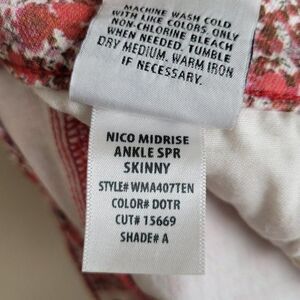 MACHINE WASH COLD
WITH LIKE COLORS. ONLY
NON-CHLORINE BLEACH
WHEN NEEDED. TUMBLE
DRY MEDIUM. WARM IRON
IF NECESSARY.
NICO MIDRISE
ANKLE SPR
SKINNY
STYLE# WMA407TEN
COLOR# DOTR
CUT# 15669
SHADE# A